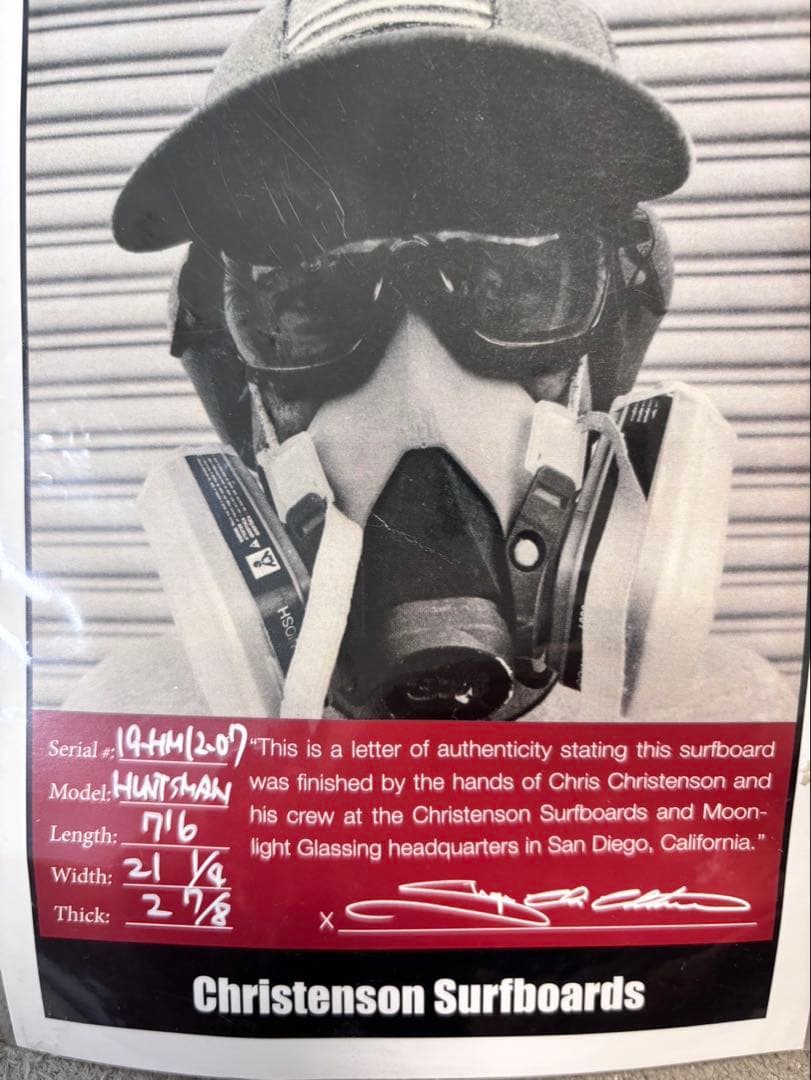 Serial #: 19-HM12-07
Model: HUNTSMAN
Length: 7'6
Width: 21 1/4
Thick: 2 7/8
"This is a letter of authenticity stating this surfboard
was finished by the hands of Chris Christenson and
his crew at the Christenson Surfboards and Moon-
light Glassing headquarters in San Diego, California."
x
Christenson Surfboards